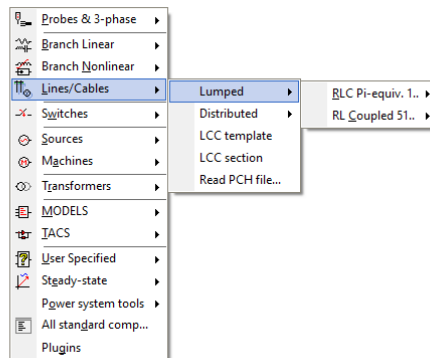 Probes & 3-phase
Branch Linear
Branch Nonlinear
Lines/Cables
Switches
Sources
Machines
Transformers
MODELS
TACS
User Specified
Steady-state
Power system tools
All standard comp...
Plugins
Lumped
Distributed
LCC template
LCC section
Read PCH file...
RLC Pi-equiv. 1..
RL Coupled 51..